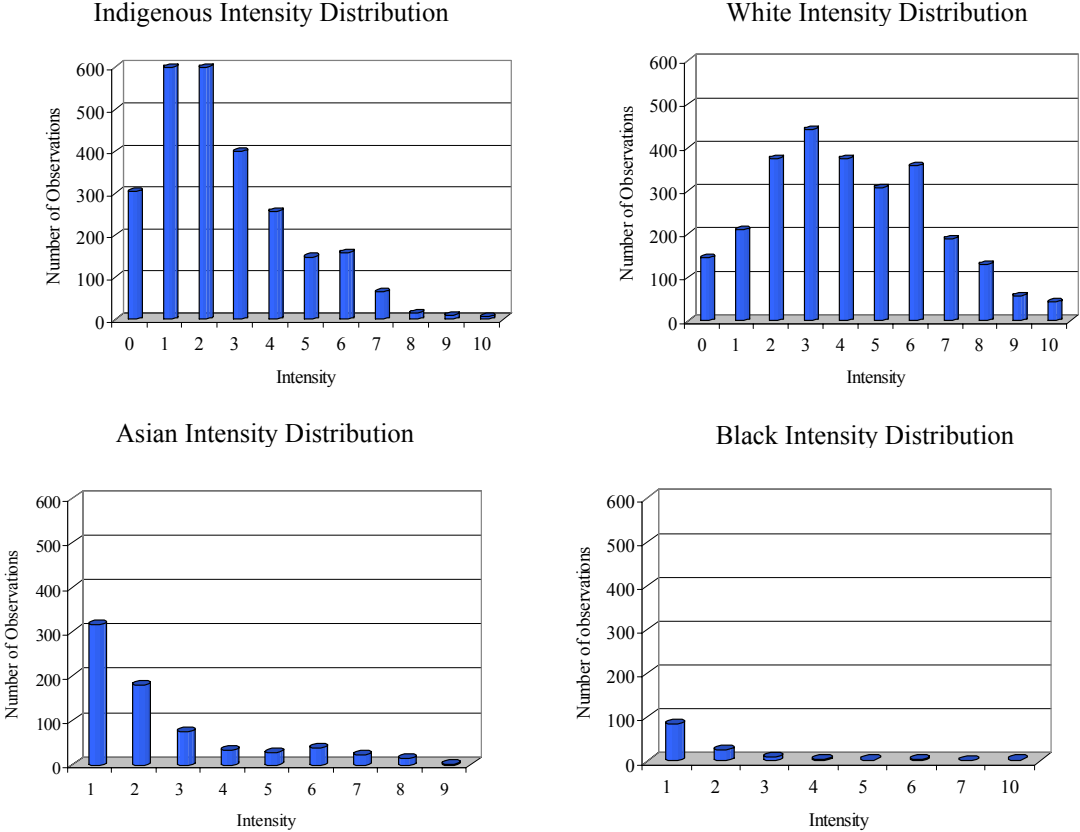 Indigenous Intensity Distribution
600
500
400
300
200
100
0
Number of Observations
0 1 2 3 4 5 6 7 8 9 10
Intensity
White Intensity Distribution
600
500
400
300
200
100
0
Number of Observations
0 1 2 3 4 5 6 7 8 9 10
Intensity
Asian Intensity Distribution
600
500
400
300
200
100
0
Number of Observations
1 2 3 4 5 6 7 8 9
Intensity
Black Intensity Distribution
600
500
400
300
200
100
0
Number of observations
1 2 3 4 5 6 7 10
Intensity